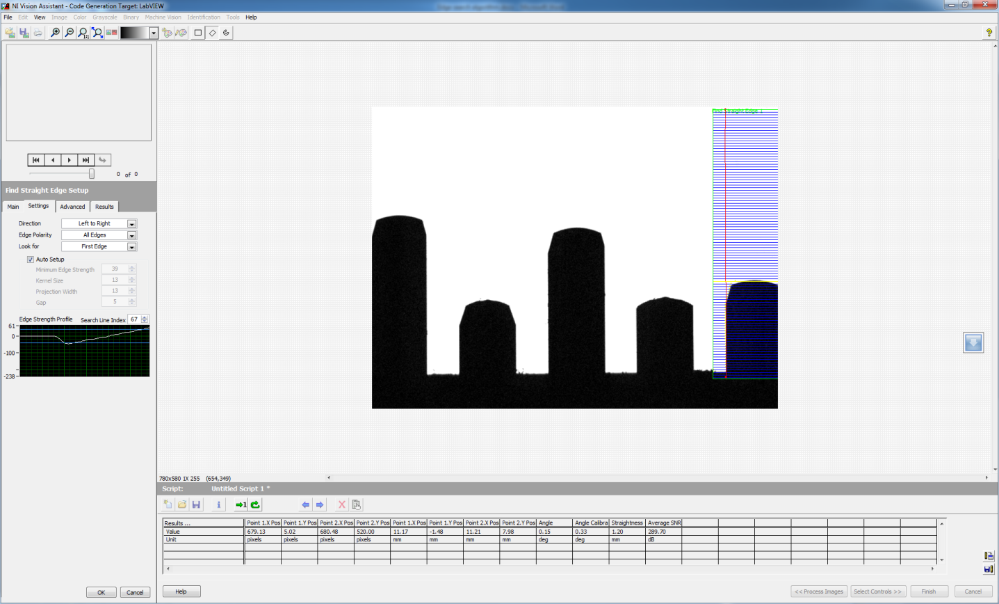 NI Vision Assistant - Code Generation Target: LabVIEW
File Edit View Image Color Grayscale Binary Machine Vision Identification Tools Help
1:1
?
0 of 0
Find Straight Edge Setup
Main Settings Advanced Results
Direction Left to Right
Edge Polarity All Edges
Look for First Edge
Auto Setup
Minimum Edge Strength 39
Kernel Size 13
Projection Width 13
Gap 5
Edge Strength Profile Search Line Index 67
61
0
-100
-238
OK Cancel
Find Straight Edge 1
780x580 1X 255 (654,349)
Script: Untitled Script 1 *
Results ... Point 1.X Pos Point 1.Y Pos Point 2.X Pos Point 2.Y Pos Point 1.X Pos Point 1.Y Pos Point 2.X Pos Point 2.Y Pos Angle Angle Calibra Straightness Average SNR
Value 679.13 5.02 680.48 520.00 11.17 -1.48 11.21 7.98 0.15 0.33 1.20 289.70
Unit pixels pixels pixels pixels mm mm mm mm deg deg mm dB
Help << Process Images Select Controls >> Finish Cancel